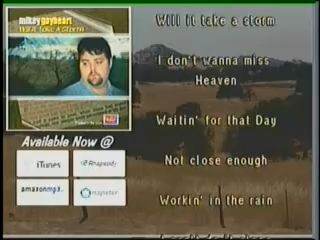 mikey gayheart
Will it Take A Storm
Available Now @
iTunes
Rhapsody
amazonmp3
napster
Will it take a storm
I don't wanna miss
Heaven
Waitin' for that Day
Not close enough
Workin' in the rain